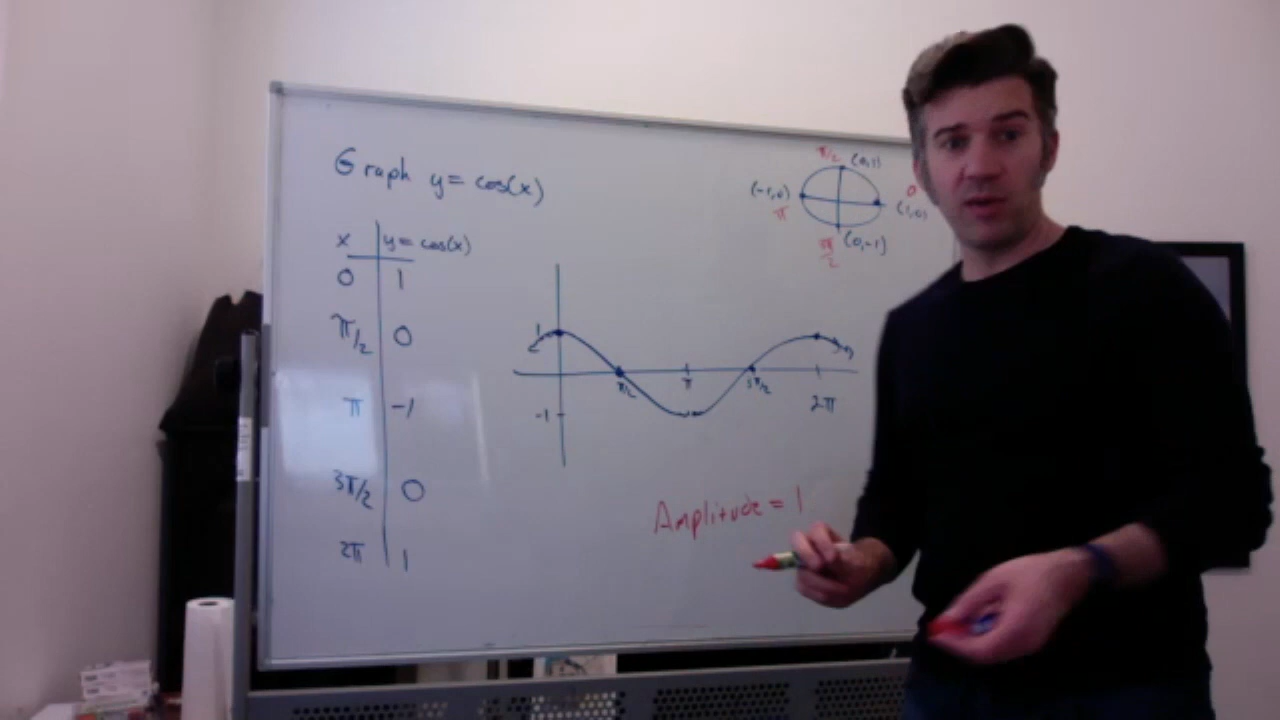 Graph y = cos(x)
x y = cos(x)
0 1
π/2 0
π -1
3π/2 0
2π 1
π/2 (0,1)
(-1,0) 0
π (1,0)
3π/2 (0,-1)
1
π/2 π 3π/2
-1 2π
Amplitude = 1